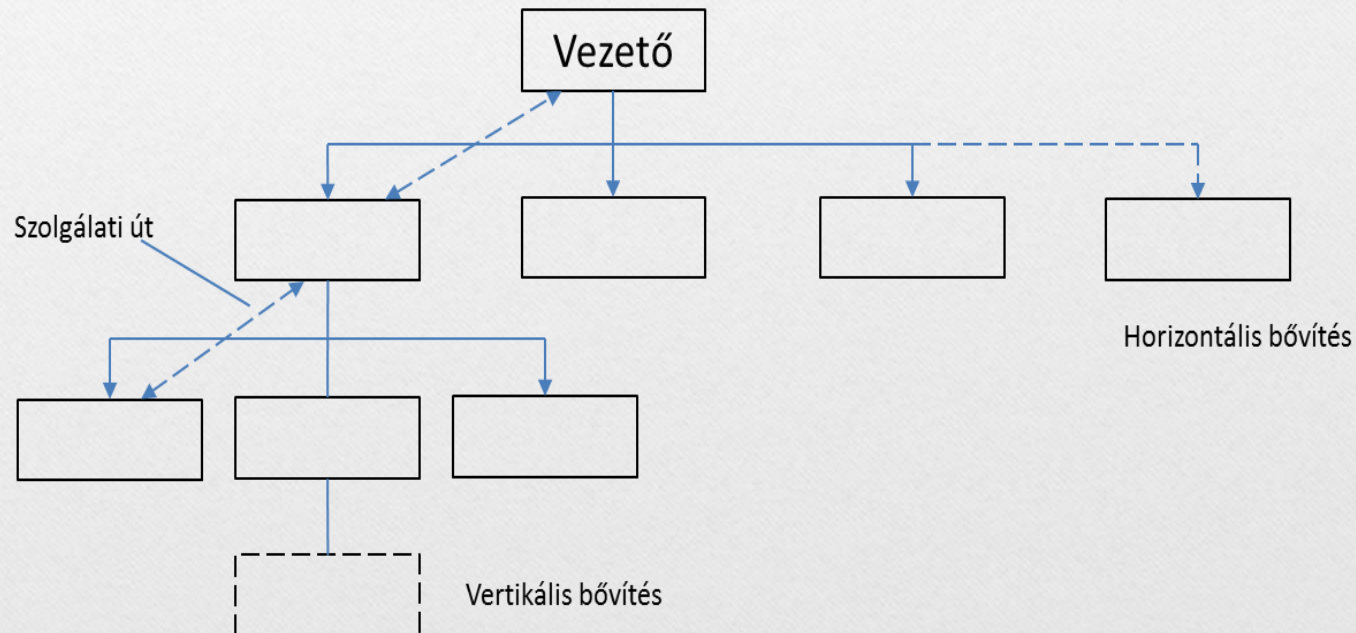 Vezető
Szolgálati út
Horizontális bővítés
Vertikális bővítés